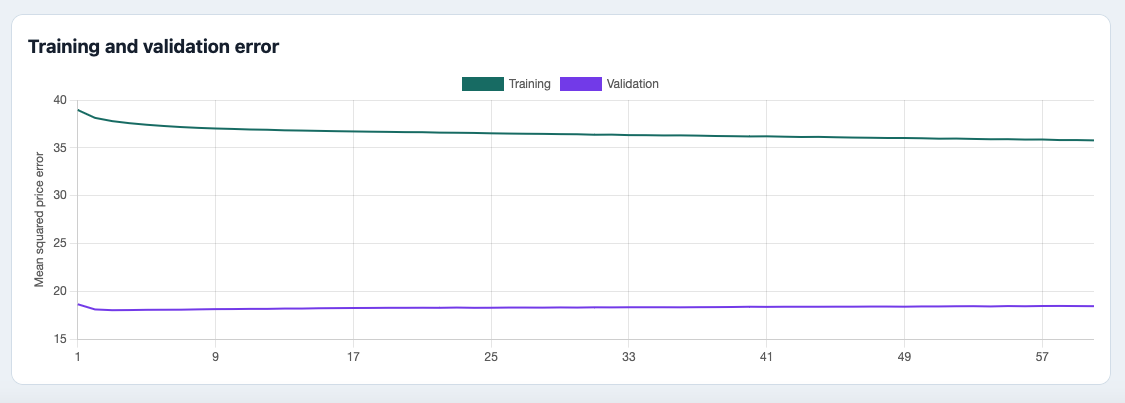 Training and validation error
Training Validation
Mean squared price error
40
35
30
25
20
15
1 9 17 25 33 41 49 57